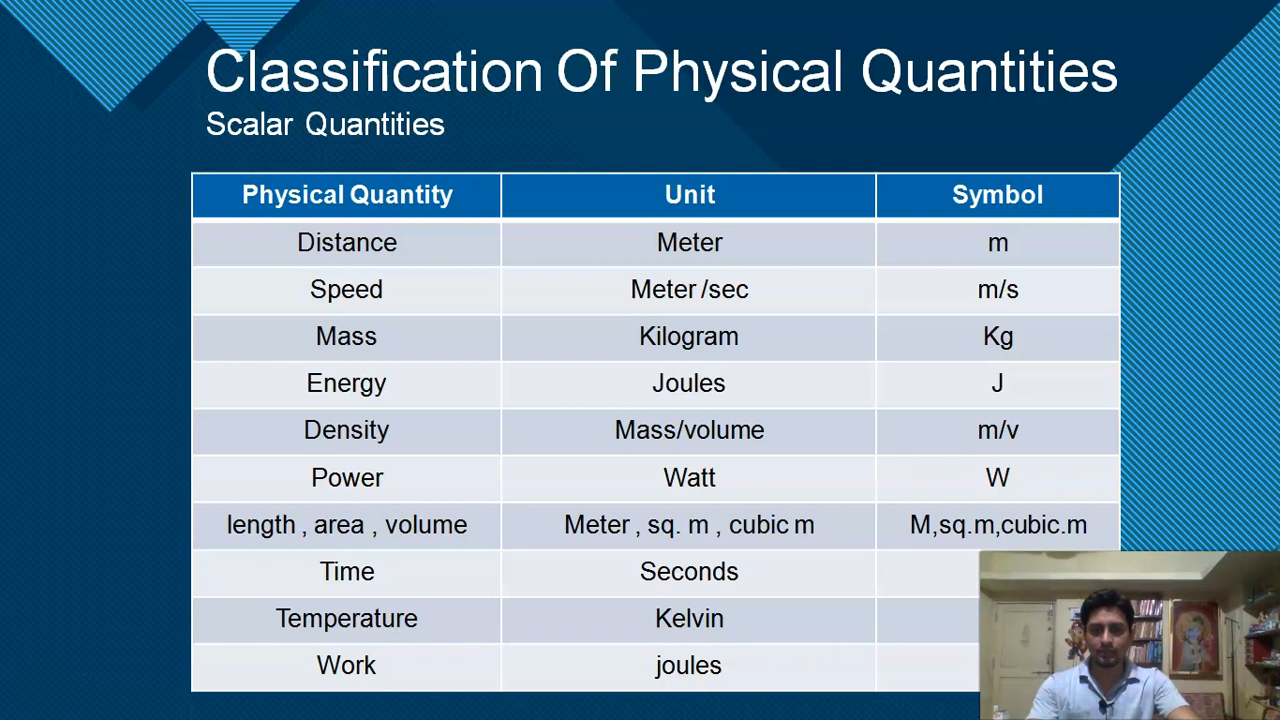 Classification Of Physical Quantities
Scalar Quantities
Physical Quantity Unit Symbol
Distance Meter m
Speed Meter /sec m/s
Mass Kilogram Kg
Energy Joules J
Density Mass/volume m/v
Power Watt W
length , area , volume Meter , sq. m , cubic m M,sq.m,cubic.m
Time Seconds
Temperature Kelvin
Work joules